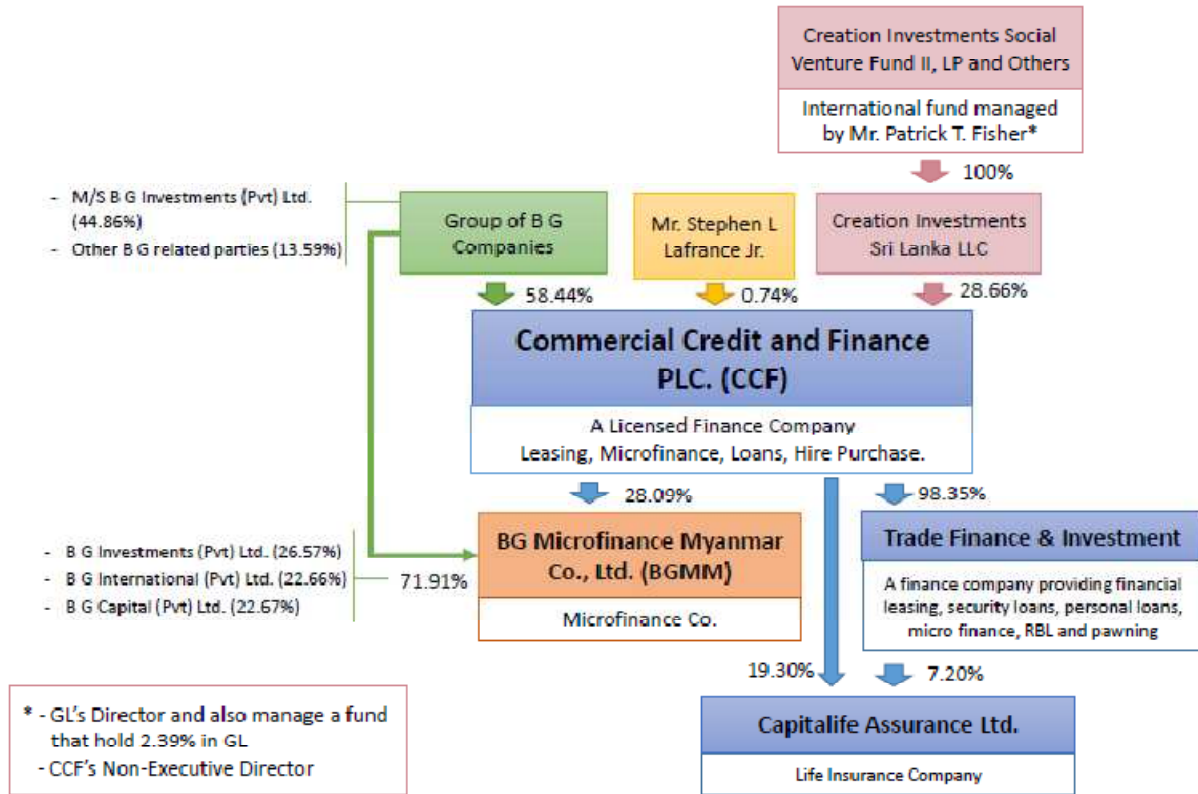 Creation Investments Social
Venture Fund II, LP and Others
International fund managed
by Mr. Patrick T. Fisher*
100%
- M/S B G Investments (Pvt) Ltd.
(44.86%)
- Other B G related parties (13.59%)
Group of B G
Companies
Mr. Stephen L
Lafrance Jr.
Creation Investments
Sri Lanka LLC
58.44%
0.74%
28.66%
Commercial Credit and Finance
PLC. (CCF)
A Licensed Finance Company
Leasing, Microfinance, Loans, Hire Purchase.
28.09%
98.35%
- B G Investments (Pvt) Ltd. (26.57%)
- B G International (Pvt) Ltd. (22.66%)
- B G Capital (Pvt) Ltd. (22.67%)
71.91%
BG Microfinance Myanmar
Co., Ltd. (BGMM)
Microfinance Co.
Trade Finance & Investment
A finance company providing financial
leasing, security loans, personal loans,
micro finance, RBL and pawning
19.30%
7.20%
* - GL's Director and also manage a fund
that hold 2.39% in GL
- CCF's Non-Executive Director
Capitalife Assurance Ltd.
Life Insurance Company